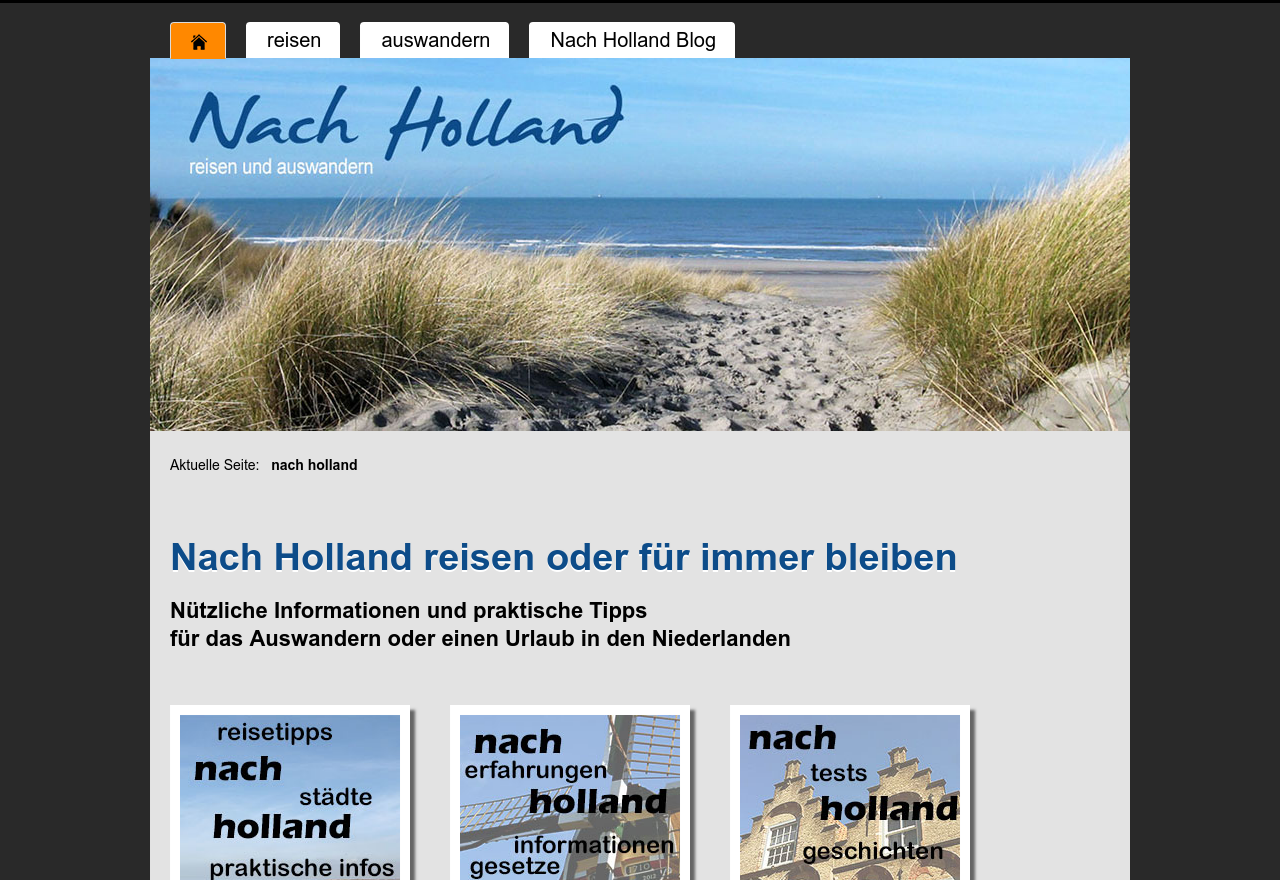 reisen
auswandern
Nach Holland Blog
Nach Holland
reisen und auswandern
Aktuelle Seite: nach holland
Nach Holland reisen oder für immer bleiben
Nützliche Informationen und praktische Tipps
für das Auswandern oder einen Urlaub in den Niederlanden
reisetipps
nach
städte
holland
praktische infos
nach
erfahrungen
holland
informationen
gesetze
1710
2012
nach
tests
holland
geschichten